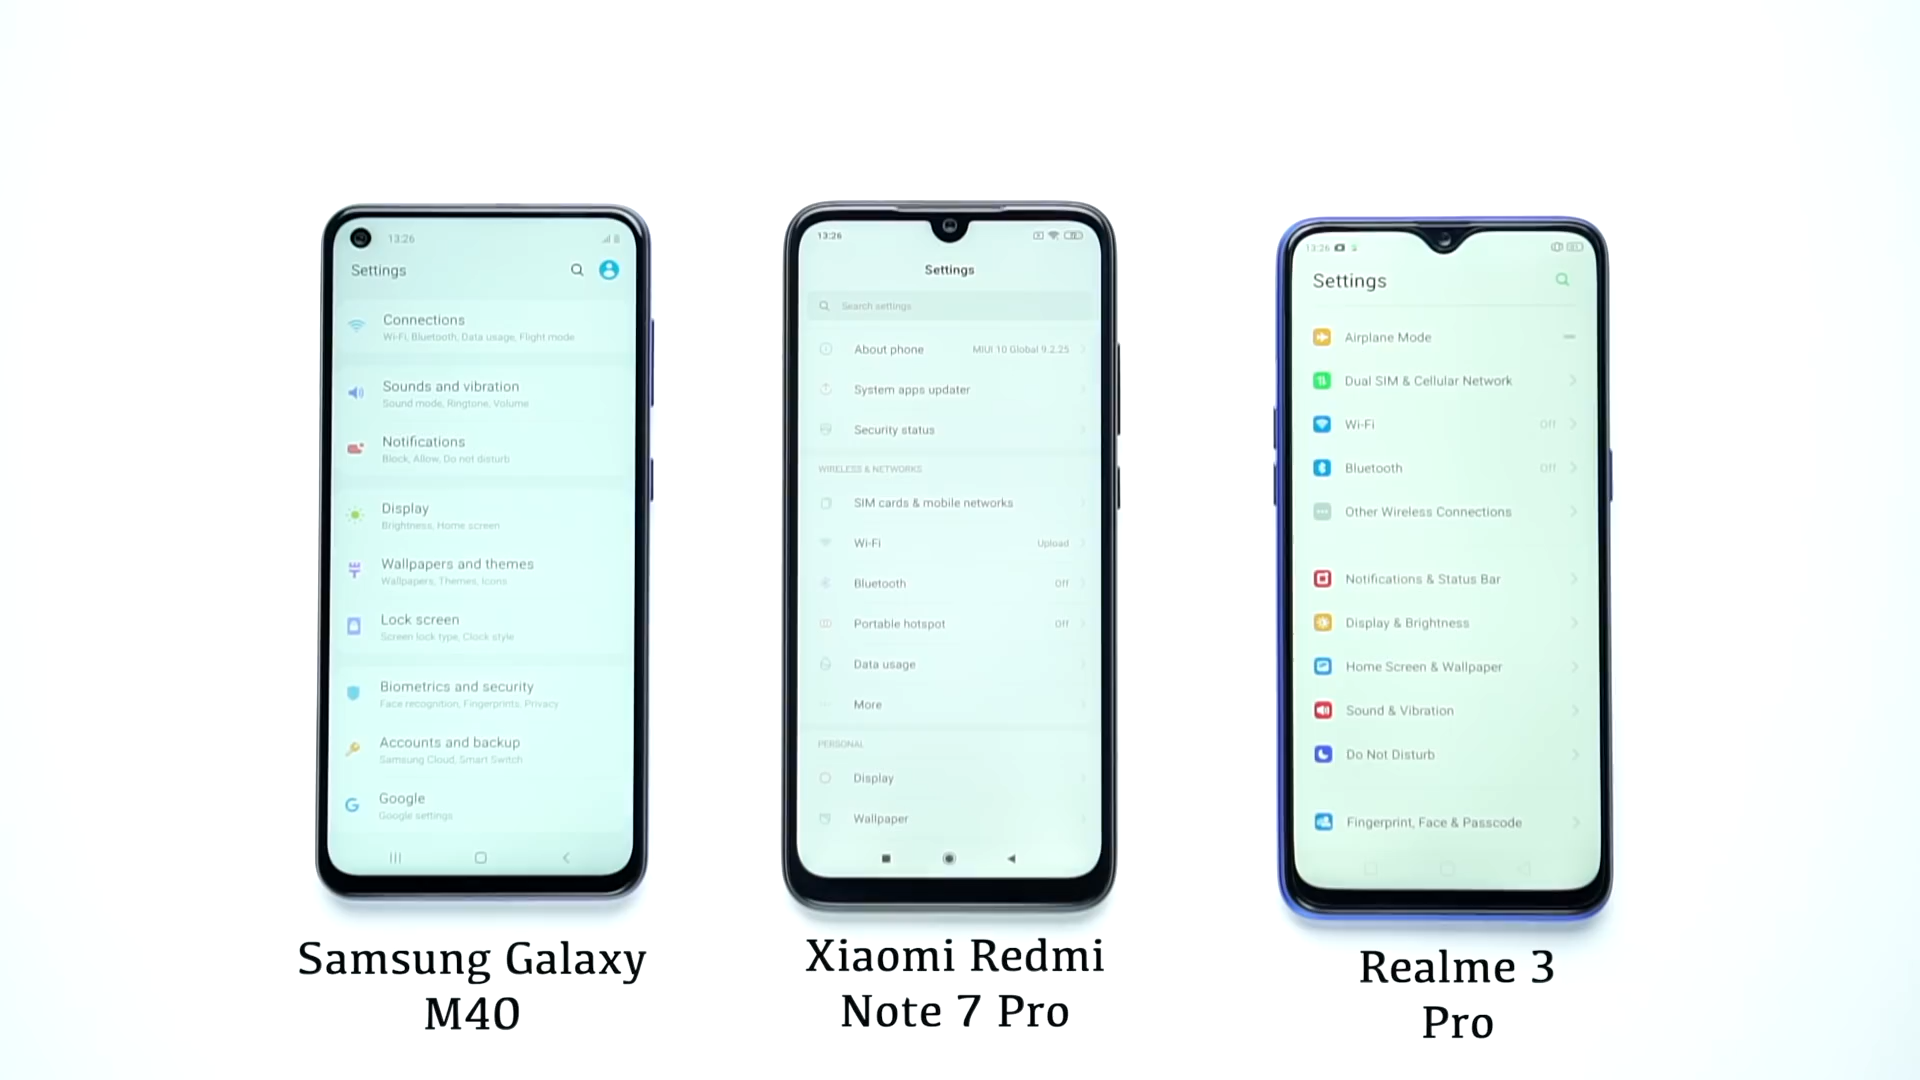 13:26
Settings
Connections
Wi-Fi, Bluetooth, Data usage, Flight mode
Sounds and vibration
Sound mode, Ringtone, Volume
Notifications
Block, Allow, Do not disturb
Display
Brightness, Home screen
Wallpapers and themes
Wallpapers, Themes, Icons
Lock screen
Screen lock type, Clock style
Biometrics and security
Face recognition, Fingerprints, Privacy
Accounts and backup
Samsung Cloud, Smart Switch
Google
Google settings
Samsung Galaxy
M40
13:26
Settings
Search settings
About phone MIUI 10 Global 9.2.25
System apps updater
Security status
WIRELESS & NETWORKS
SIM cards & mobile networks
Wi-Fi Upload
Bluetooth Off
Portable hotspot Off
Data usage
More
PERSONAL
Display
Wallpaper
Xiaomi Redmi
Note 7 Pro
13:26
Settings
Airplane Mode
Dual SIM & Cellular Network
Wi-Fi Off
Bluetooth Off
Other Wireless Connections
Notifications & Status Bar
Display & Brightness
Home Screen & Wallpaper
Sound & Vibration
Do Not Disturb
Fingerprint, Face & Passcode
Realme 3
Pro